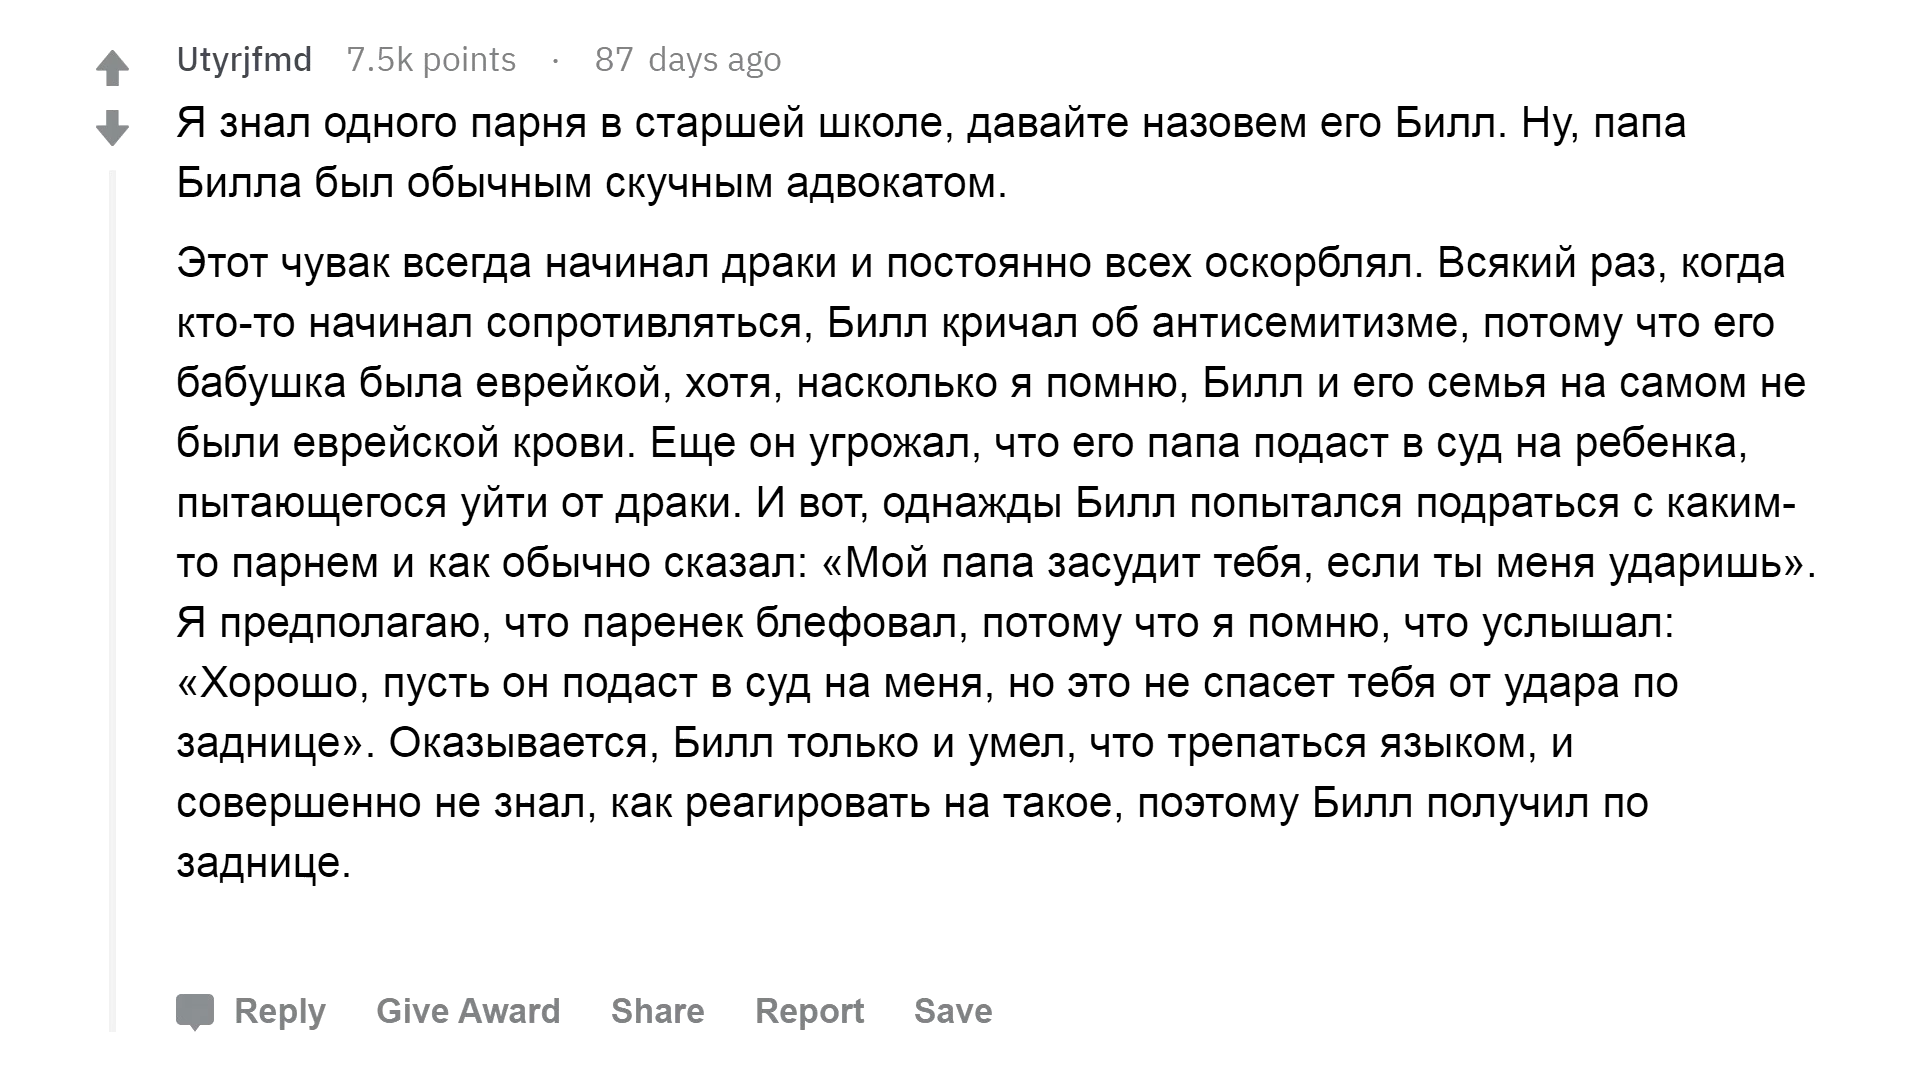 Utyrjfmd 7.5k points · 87 days ago
Я знал одного парня в старшей школе, давайте назовем его Билл. Ну, папа
Билла был обычным скучным адвокатом.
Этот чувак всегда начинал драки и постоянно всех оскорблял. Всякий раз, когда
кто-то начинал сопротивляться, Билл кричал об антисемитизме, потому что его
бабушка была еврейкой, хотя, насколько я помню, Билл и его семья на самом не
были еврейской крови. Еще он угрожал, что его папа подаст в суд на ребенка,
пытающегося уйти от драки. И вот, однажды Билл попытался подраться с каким-
то парнем и как обычно сказал: «Мой папа засудит тебя, если ты меня ударишь».
Я предполагаю, что паренек блефовал, потому что я помню, что услышал:
«Хорошо, пусть он подаст в суд на меня, но это не спасет тебя от удара по
заднице». Оказывается, Билл только и умел, что трепаться языком, и
совершенно не знал, как реагировать на такое, поэтому Билл получил по
заднице.
Reply Give Award Share Report Save